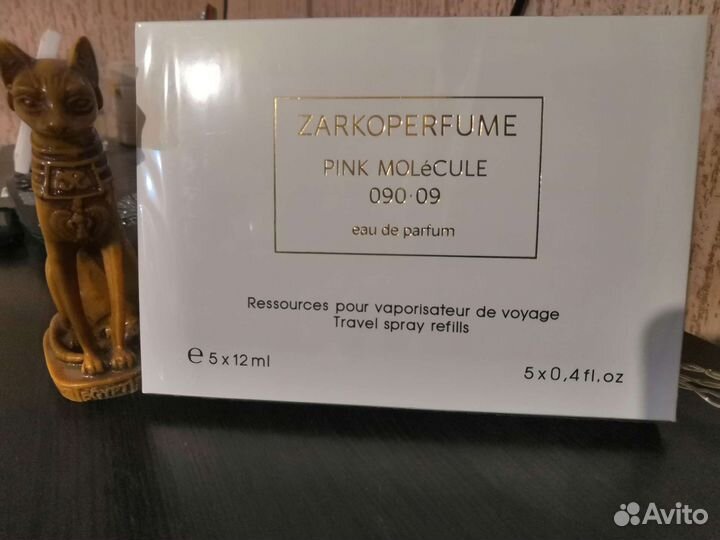 ZARKOPERFUME
PINK MOLéCULE
090·09
eau de parfum
Ressources pour vaporisateur de voyage
Travel spray refills
e 5 x 12 ml
5 x 0,4 fl.oz
EGYPT
Avito